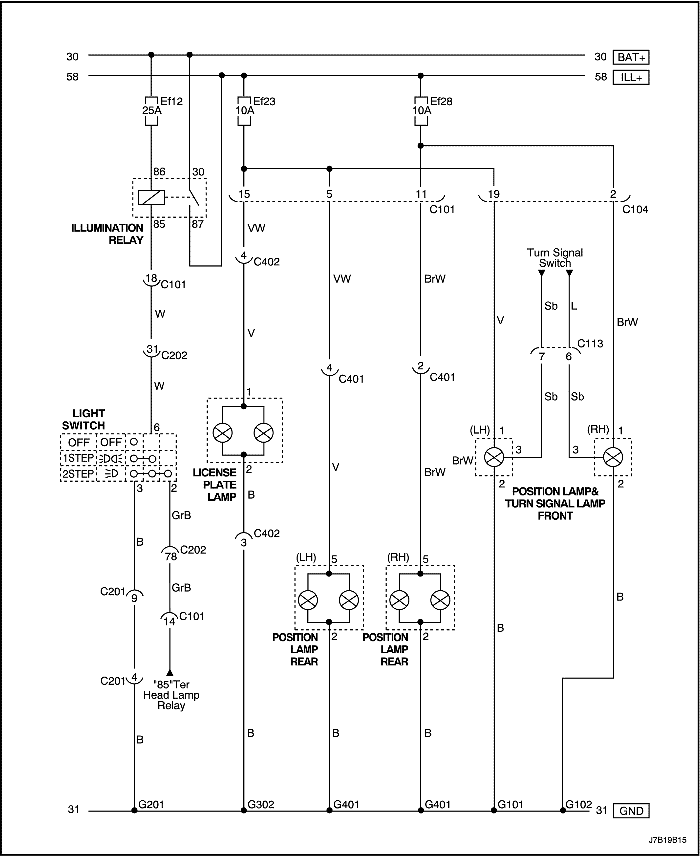 30 30 BAT+
58 58 ILL+
Ef12 Ef23 Ef28
25A 10A 10A
86 30
15 5 11 19 2
C101 C104
85 87
ILLUMINATION
RELAY
VW
4 C402
Turn Signal
Switch
18 C101
VW BrW
Sb L
W V BrW
V
31 C202
C113
7 6
4 C401 2 C401
W
Sb Sb
1
LIGHT
SWITCH
6
(LH) 1 (RH) 1
OFF OFF
1STEP
2STEP
3 3
BrW
2
LICENSE
PLATE
LAMP
B
V BrW
2 2
3 2
POSITION LAMP&
TURN SIGNAL LAMP
FRONT
GrB
B
C402
3
78 C202
(LH) 5 (RH) 5
GrB
C201 9
14 C101
B
B
2 2
POSITION
LAMP
REAR
POSITION
LAMP
REAR
C201 4
"85"Ter
Head Lamp
Relay
B B B B
31 G201 G302 G401 G401 G101 G102 31 GND
J7B19B15